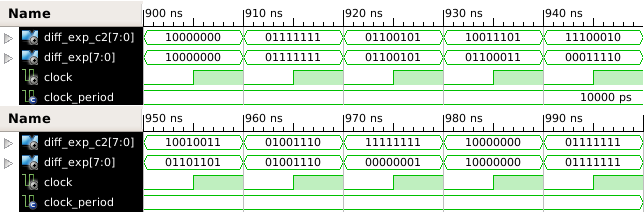 Name 900 ns 910 ns 920 ns 930 ns 940 ns
diff_exp_c2[7:0] 10000000 01111111 01100101 10011101 11100010
diff_exp[7:0] 10000000 01111111 01100101 01100011 00011110
clock
clock_period 10000 ps
Name 950 ns 960 ns 970 ns 980 ns 990 ns
diff_exp_c2[7:0] 10010011 01001110 11111111 10000000 01111111
diff_exp[7:0] 01101101 01001110 00000001 10000000 01111111
clock
clock_period